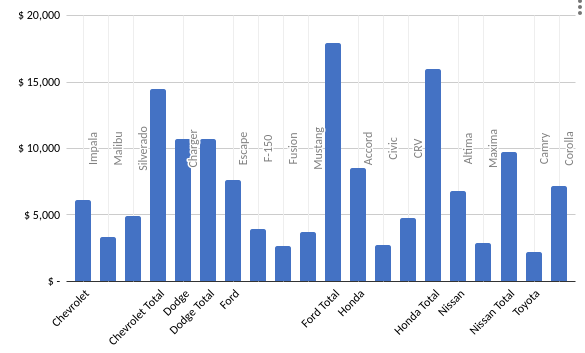 $ 20,000
$ 15,000
$ 10,000
$ 5,000
$ -
Impala
Malibu
Silverado
Charger
Escape
F-150
Fusion
Mustang
Accord
Civic
CRV
Altima
Maxima
Camry
Corolla
Chevrolet
Chevrolet Total
Dodge
Dodge Total
Ford
Ford Total
Honda
Honda Total
Nissan
Nissan Total
Toyota